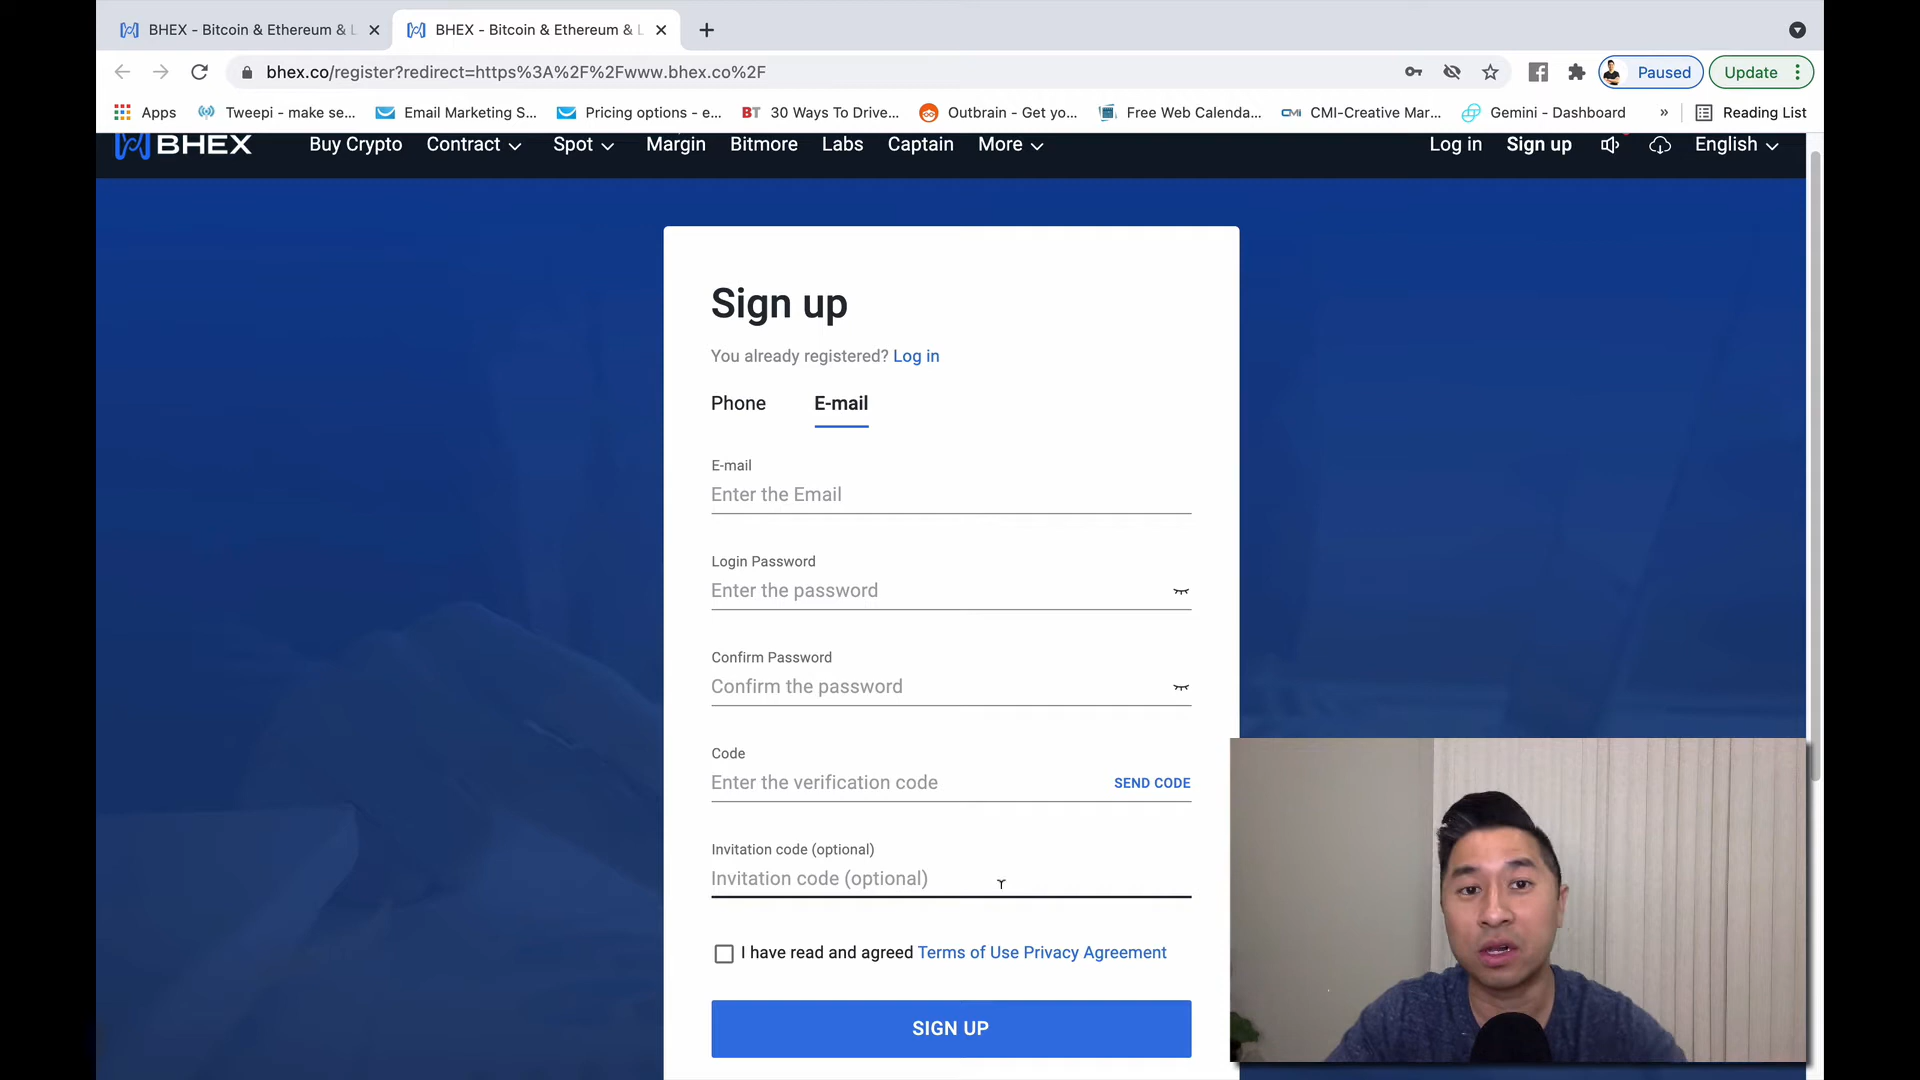 BHEX - Bitcoin & Ethereum & L
BHEX - Bitcoin & Ethereum & L
bhex.co/register?redirect=https%3A%2F%2Fwww.bhex.co%2F
Paused
Update
Apps
Tweepi - make se...
Email Marketing S...
Pricing options - e...
BT
30 Ways To Drive...
Outbrain - Get yo...
Free Web Calenda...
CMI
CMI-Creative Mar...
Gemini - Dashboard
»
Reading List
BHEX
Buy Crypto
Contract
Spot
Margin
Bitmore
Labs
Captain
More
Log in
Sign up
English
Sign up
You already registered? Log in
Phone
E-mail
E-mail
Enter the Email
Login Password
Enter the password
Confirm Password
Confirm the password
Code
Enter the verification code
SEND CODE
Invitation code (optional)
Invitation code (optional)
I have read and agreed Terms of Use Privacy Agreement
SIGN UP